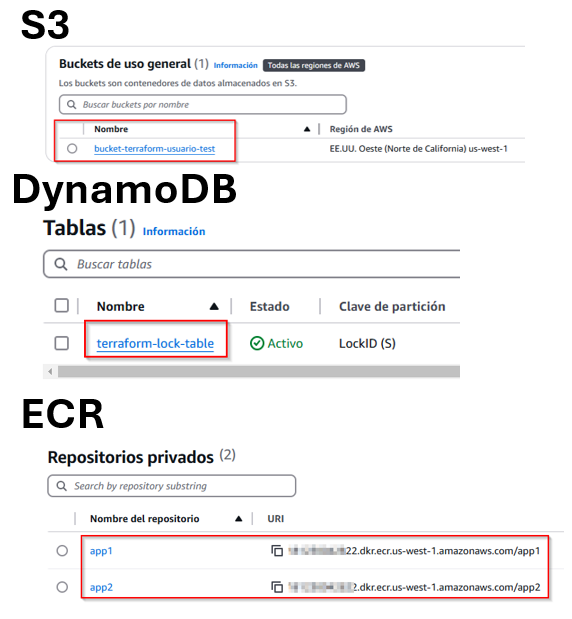 S3
Buckets de uso general (1) Información Todas las regiones de AWS
Los buckets son contenedores de datos almacenados en S3.
Buscar buckets por nombre
Nombre Región de AWS
bucket-terraform-usuario-test EE.UU. Oeste (Norte de California) us-west-1
DynamoDB
Tablas (1) Información
Buscar tablas
Nombre Estado Clave de partición
terraform-lock-table Activo LockID (S)
ECR
Repositorios privados (2)
Search by repository substring
Nombre del repositorio URI
app1 22.dkr.ecr.us-west-1.amazonaws.com/app1
app2 2.dkr.ecr.us-west-1.amazonaws.com/app2